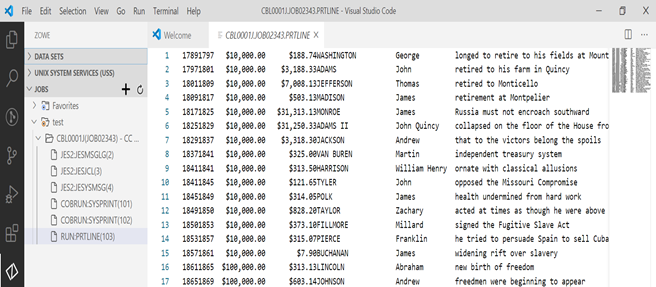 File Edit Selection View Go Run Terminal Help CBL0001J.JOB02343.PRTLINE - Visual Studio Code
ZOWE
DATA SETS
UNIX SYSTEM SERVICES (USS)
JOBS
Favorites
test
CBL0001J(JOB02343) - CC ...
JES2:JESMSGLG(2)
JES2:JESJCL(3)
JES2:JESYSMSG(4)
COBRUN:SYSPRINT(101)
COBRUN:SYSPRINT(102)
RUN:PRTLINE(103)
Welcome CBL0001J.JOB02343.PRTLINE
1 17891797 $10,000.00 $188.74WASHINGTON George longed to retire to his fields at Mount
2 17971801 $10,000.00 $3,188.33ADAMS John retired to his farm in Quincy
3 18011809 $10,000.00 $7,008.13JEFFERSON Thomas retired to Monticello
4 18091817 $10,000.00 $503.13MADISON James retirement at Montpelier
5 18171825 $10,000.00 $31,313.13MONROE James Russia must not encroach southward
6 18251829 $10,000.00 $31,250.33ADAMS II John Quincy collapsed on the floor of the House fro
7 18291837 $10,000.00 $3,318.30JACKSON Andrew that to the victors belong the spoils
8 18371841 $10,000.00 $325.00VAN BUREN Martin independent treasury system
9 18411841 $10,000.00 $313.50HARRISON William Henry ornate with classical allusions
10 18411845 $10,000.00 $121.65TYLER John opposed the Missouri Compromise
11 18451849 $10,000.00 $314.05POLK James health undermined from hard work
12 18491850 $10,000.00 $828.20TAYLOR Zachary acted at times as though he were above
13 18501853 $10,000.00 $373.10FILLMORE Millard signed the Fugitive Slave Act
14 18531857 $10,000.00 $315.07PIERCE Franklin he tried to persuade Spain to sell Cuba
15 18571861 $10,000.00 $7.90BUCHANAN James widening rift over slavery
16 18611865 $100,000.00 $313.13LINCOLN Abraham new birth of freedom
17 18651869 $100,000.00 $603.14JOHNSON Andrew freedmen were beginning to appear